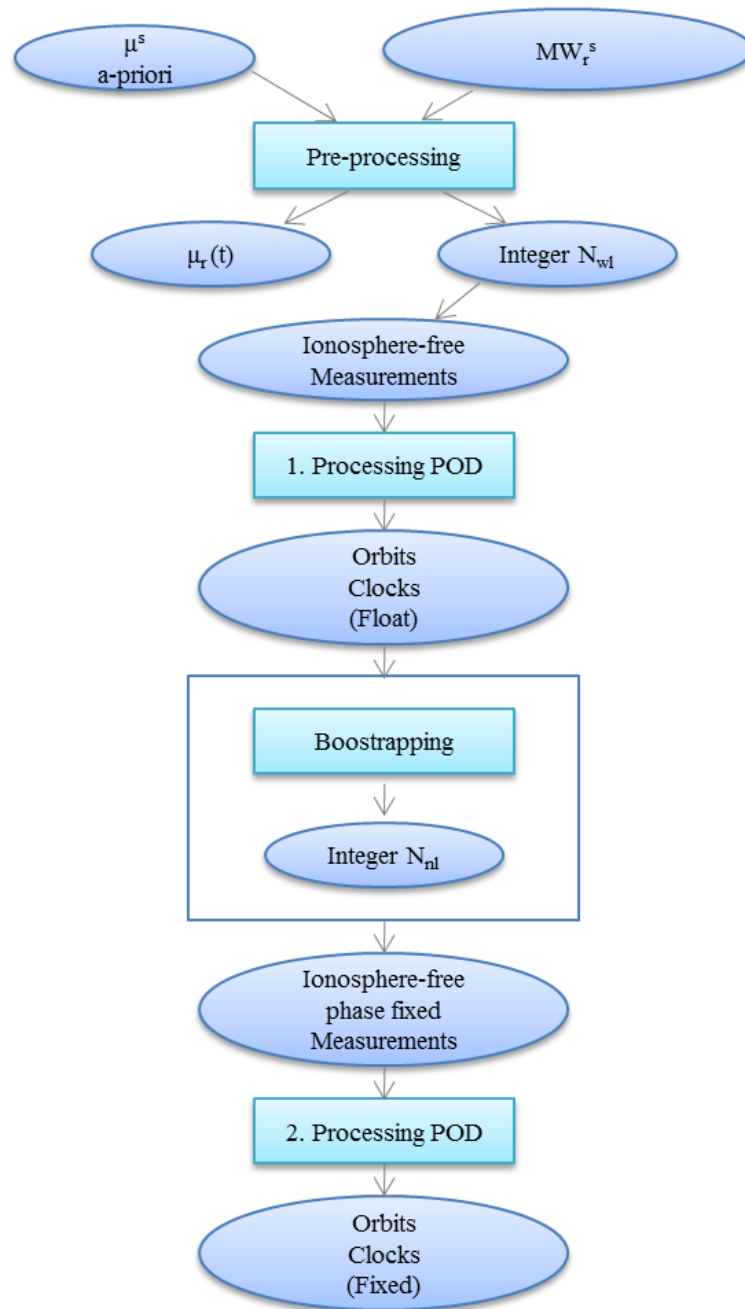 μˢ
a-priori
MWᵣˢ
Pre-processing
μᵣ(t)
Integer N_wl
Ionosphere-free
Measurements
1. Processing POD
Orbits
Clocks
(Float)
Boostrapping
Integer N_nl
Ionosphere-free
phase fixed
Measurements
2. Processing POD
Orbits
Clocks
(Fixed)